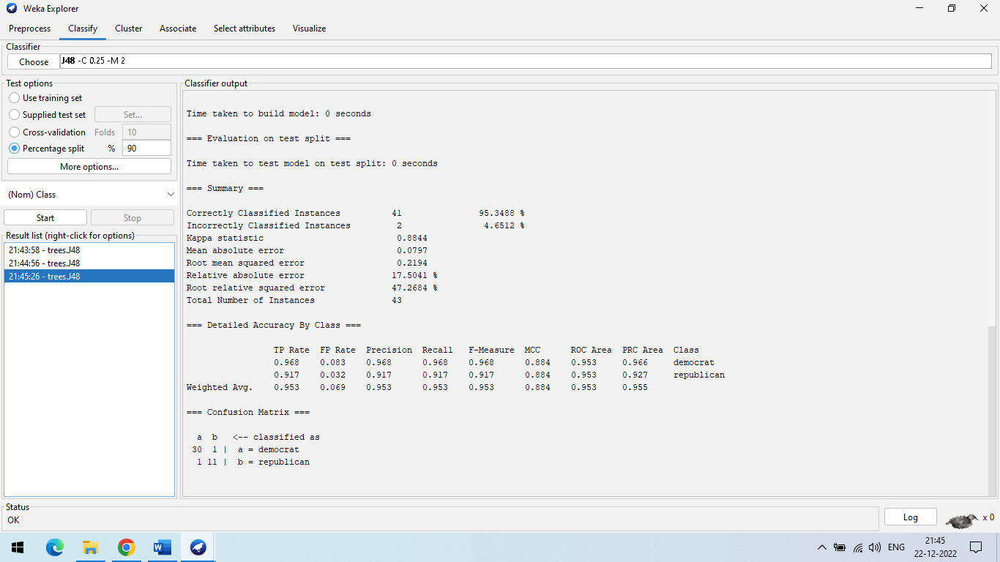 Weka Explorer
Preprocess Classify Cluster Associate Select attributes Visualize
Classifier
Choose J48 -C 0.25 -M 2
Test options
Use training set
Supplied test set Set...
Cross-validation Folds 10
Percentage split % 90
More options...
(Nom) Class
Start Stop
Result list (right-click for options)
21:43:58 - trees.J48
21:44:56 - trees.J48
21:45:26 - trees.J48
Classifier output
Time taken to build model: 0 seconds
=== Evaluation on test split ===
Time taken to test model on test split: 0 seconds
=== Summary ===
Correctly Classified Instances 41 95.3488 %
Incorrectly Classified Instances 2 4.6512 %
Kappa statistic 0.8844
Mean absolute error 0.0797
Root mean squared error 0.2194
Relative absolute error 17.5041 %
Root relative squared error 47.2684 %
Total Number of Instances 43
=== Detailed Accuracy By Class ===
TP Rate FP Rate Precision Recall F-Measure MCC ROC Area PRC Area Class
0.968 0.083 0.968 0.968 0.968 0.884 0.953 0.966 democrat
0.917 0.032 0.917 0.917 0.917 0.884 0.953 0.927 republican
Weighted Avg. 0.953 0.069 0.953 0.953 0.953 0.884 0.953 0.955
=== Confusion Matrix ===
a b <-- classified as
30 1 | a = democrat
1 11 | b = republican
Status
OK
Log x 0
W
ENG
21:45
22-12-2022